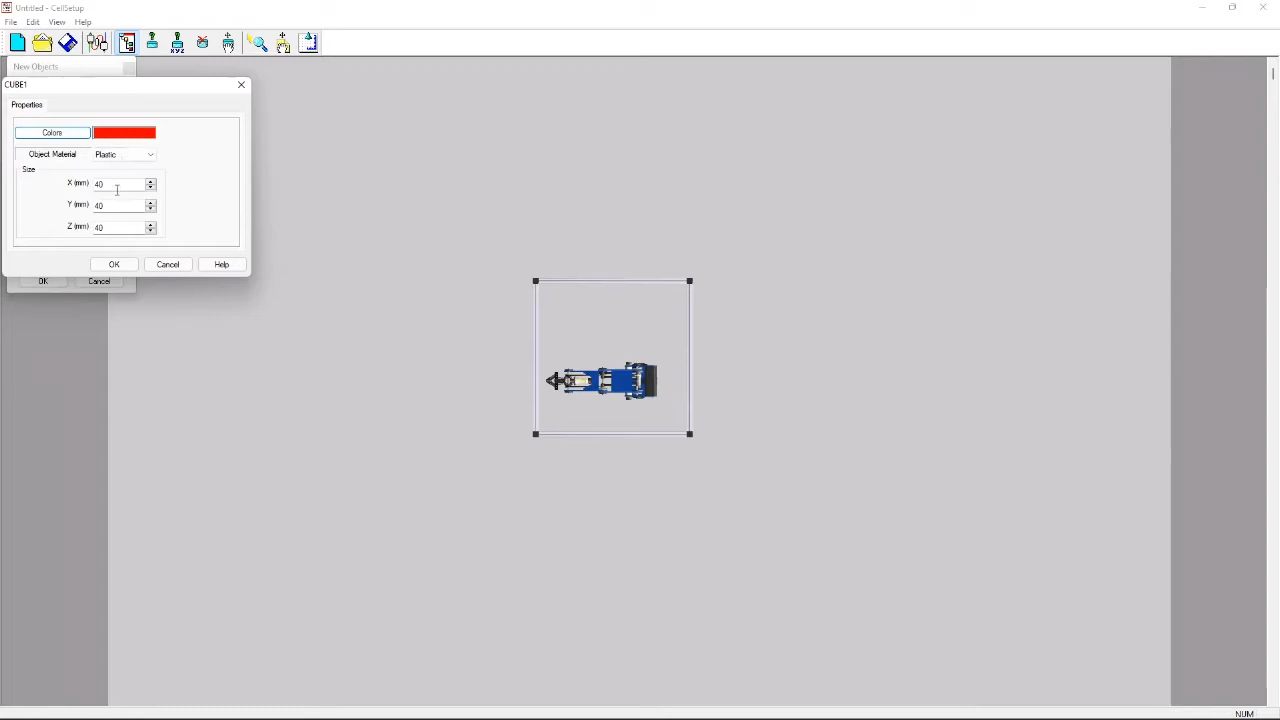 Untitled - CellSetup
File Edit View Help
xyz
New Objects
CUBE1
Properties
Colors
Object Material Plastic
Size
X (mm) 40
Y (mm) 40
Z (mm) 40
OK Cancel Help
OK Cancel
NUM